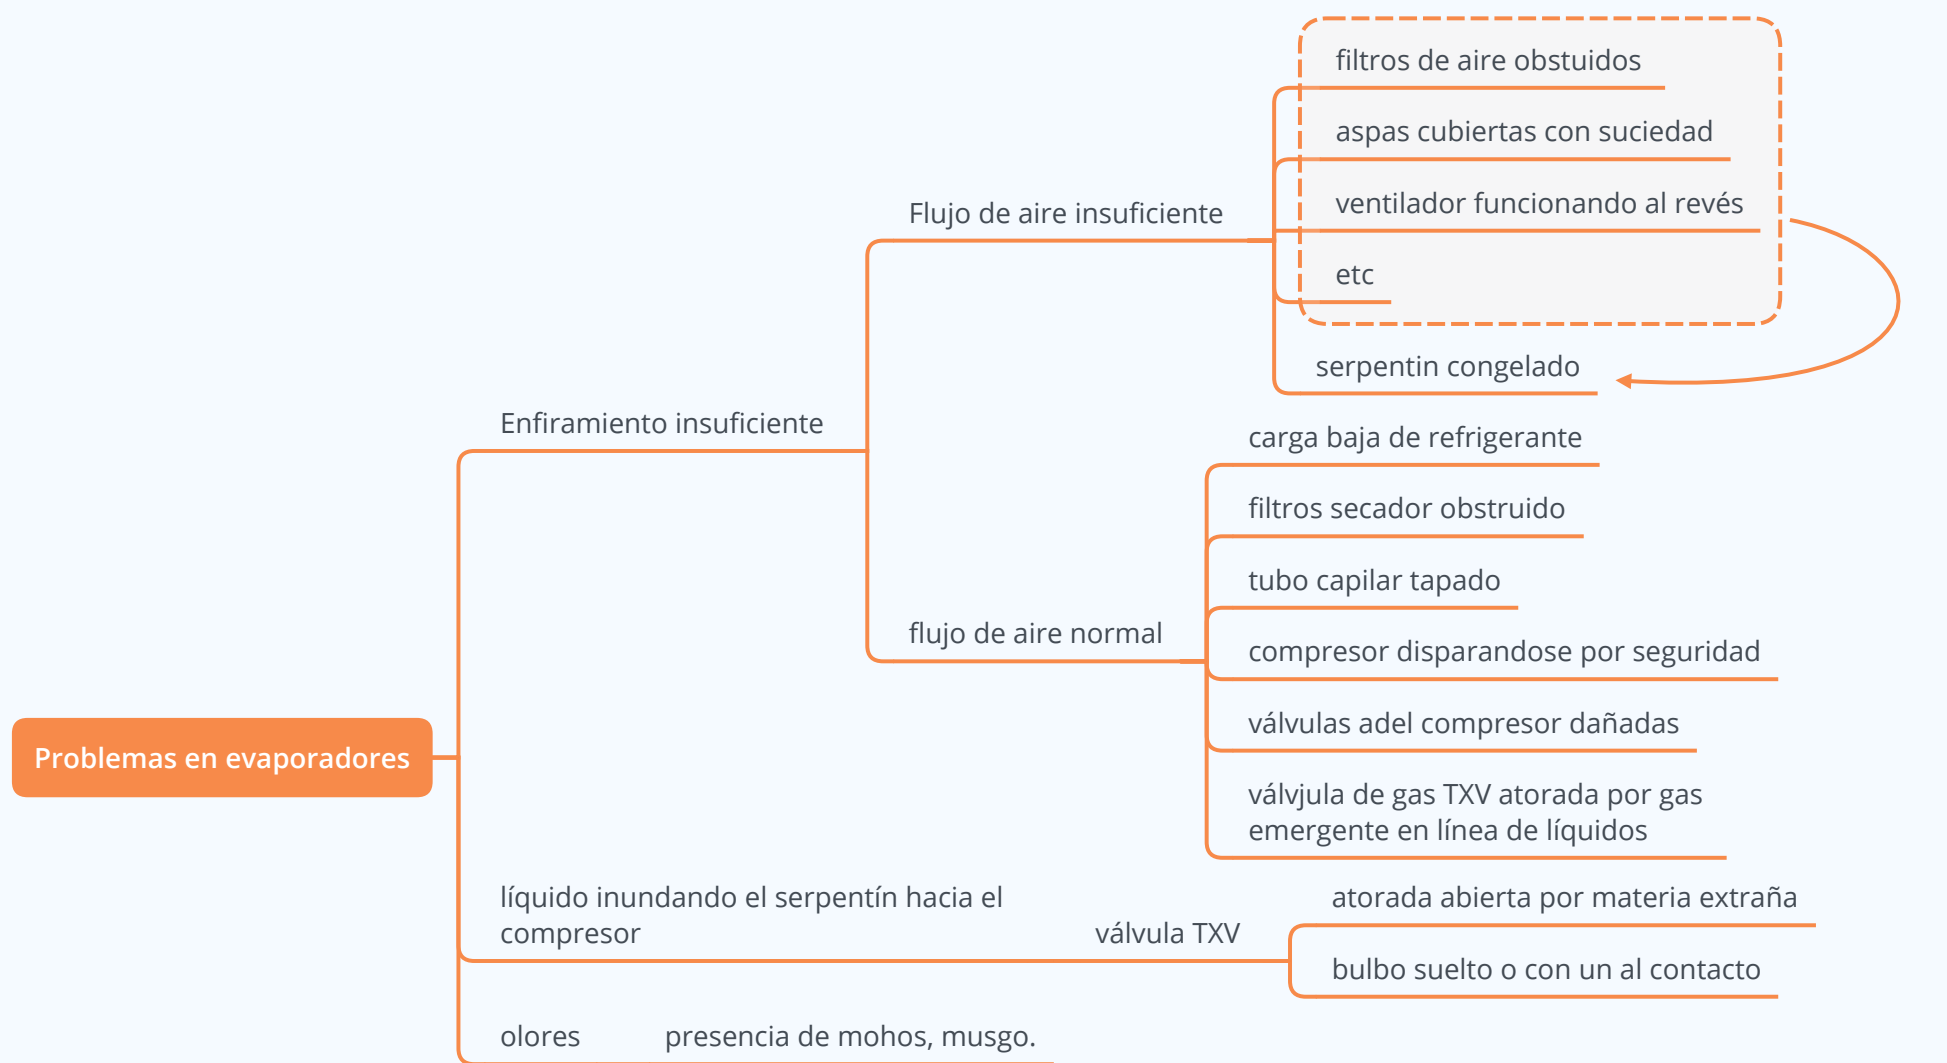 filtros de aire obstuidos
aspas cubiertas con suciedad
Flujo de aire insuficiente
ventilador funcionando al revés
etc
serpentin congelado
Enfiramiento insuficiente
carga baja de refrigerante
filtros secador obstruido
tubo capilar tapado
flujo de aire normal
compresor disparandose por seguridad
válvulas adel compresor dañadas
Problemas en evaporadores
válvjula de gas TXV atorada por gas
emergente en línea de líquidos
líquido inundando el serpentín hacia el
compresor
válvula TXV
atorada abierta por materia extraña
bulbo suelto o con un al contacto
olores
presencia de mohos, musgo.